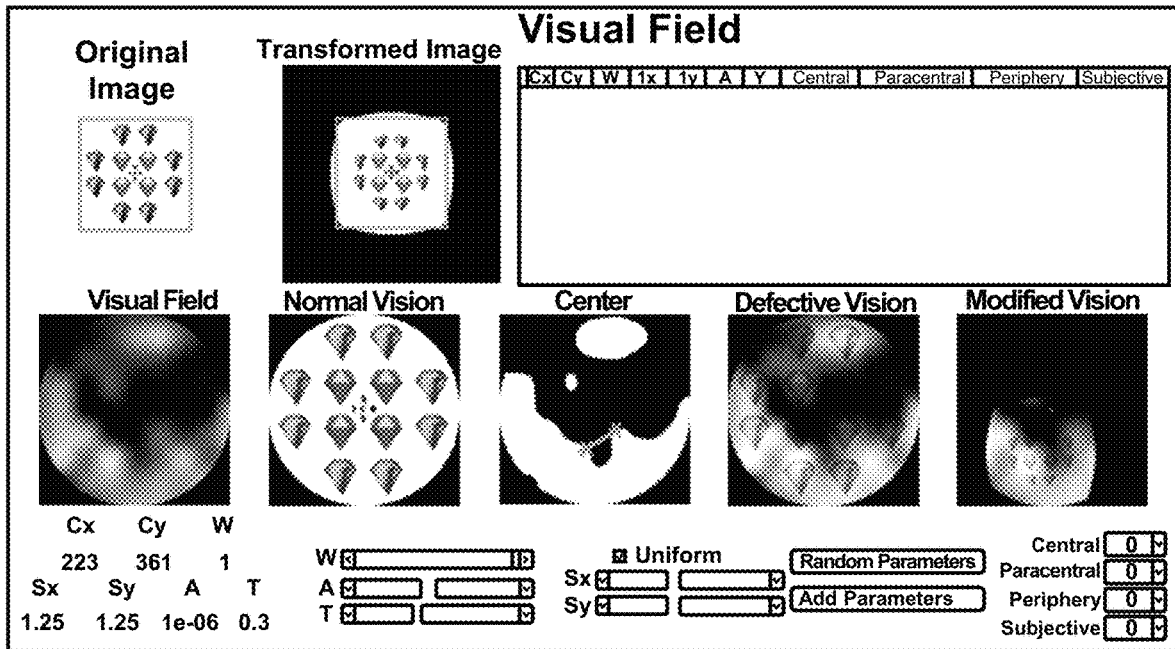 Visual Field
Original Image
Transformed Image
Cx Cy W 1x 1y A Y Central Paracentral Periphery Subjective
Visual Field Normal Vision Center Defective Vision Modified Vision
Cx Cy W
223 361 1
Sx Sy A T
1.25 1.25 1e-06 0.3
W
A
T
Uniform
Sx
Sy
Random Parameters
Add Parameters
Central 0
Paracentral 0
Periphery 0
Subjective 0